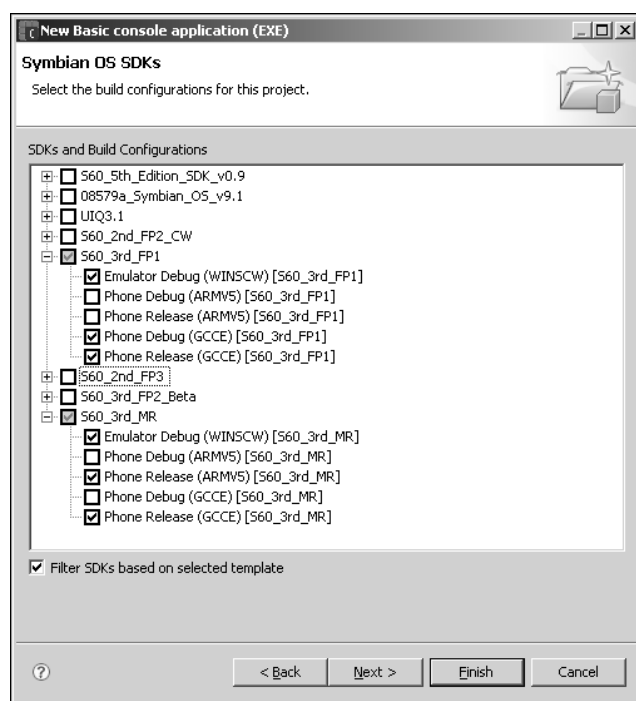 New Basic console application (EXE)
Symbian OS SDKs
Select the build configurations for this project.
SDKs and Build Configurations
S60_5th_Edition_SDK_v0.9
08579a_Symbian_OS_v9.1
UIQ3.1
S60_2nd_FP2_CW
S60_3rd_FP1
Emulator Debug (WINSCW) [S60_3rd_FP1]
Phone Debug (ARMV5) [S60_3rd_FP1]
Phone Release (ARMV5) [S60_3rd_FP1]
Phone Debug (GCCE) [S60_3rd_FP1]
Phone Release (GCCE) [S60_3rd_FP1]
S60_2nd_FP3
S60_3rd_FP2_Beta
S60_3rd_MR
Emulator Debug (WINSCW) [S60_3rd_MR]
Phone Debug (ARMV5) [S60_3rd_MR]
Phone Release (ARMV5) [S60_3rd_MR]
Phone Debug (GCCE) [S60_3rd_MR]
Phone Release (GCCE) [S60_3rd_MR]
Filter SDKs based on selected template
? < Back Next > Finish Cancel